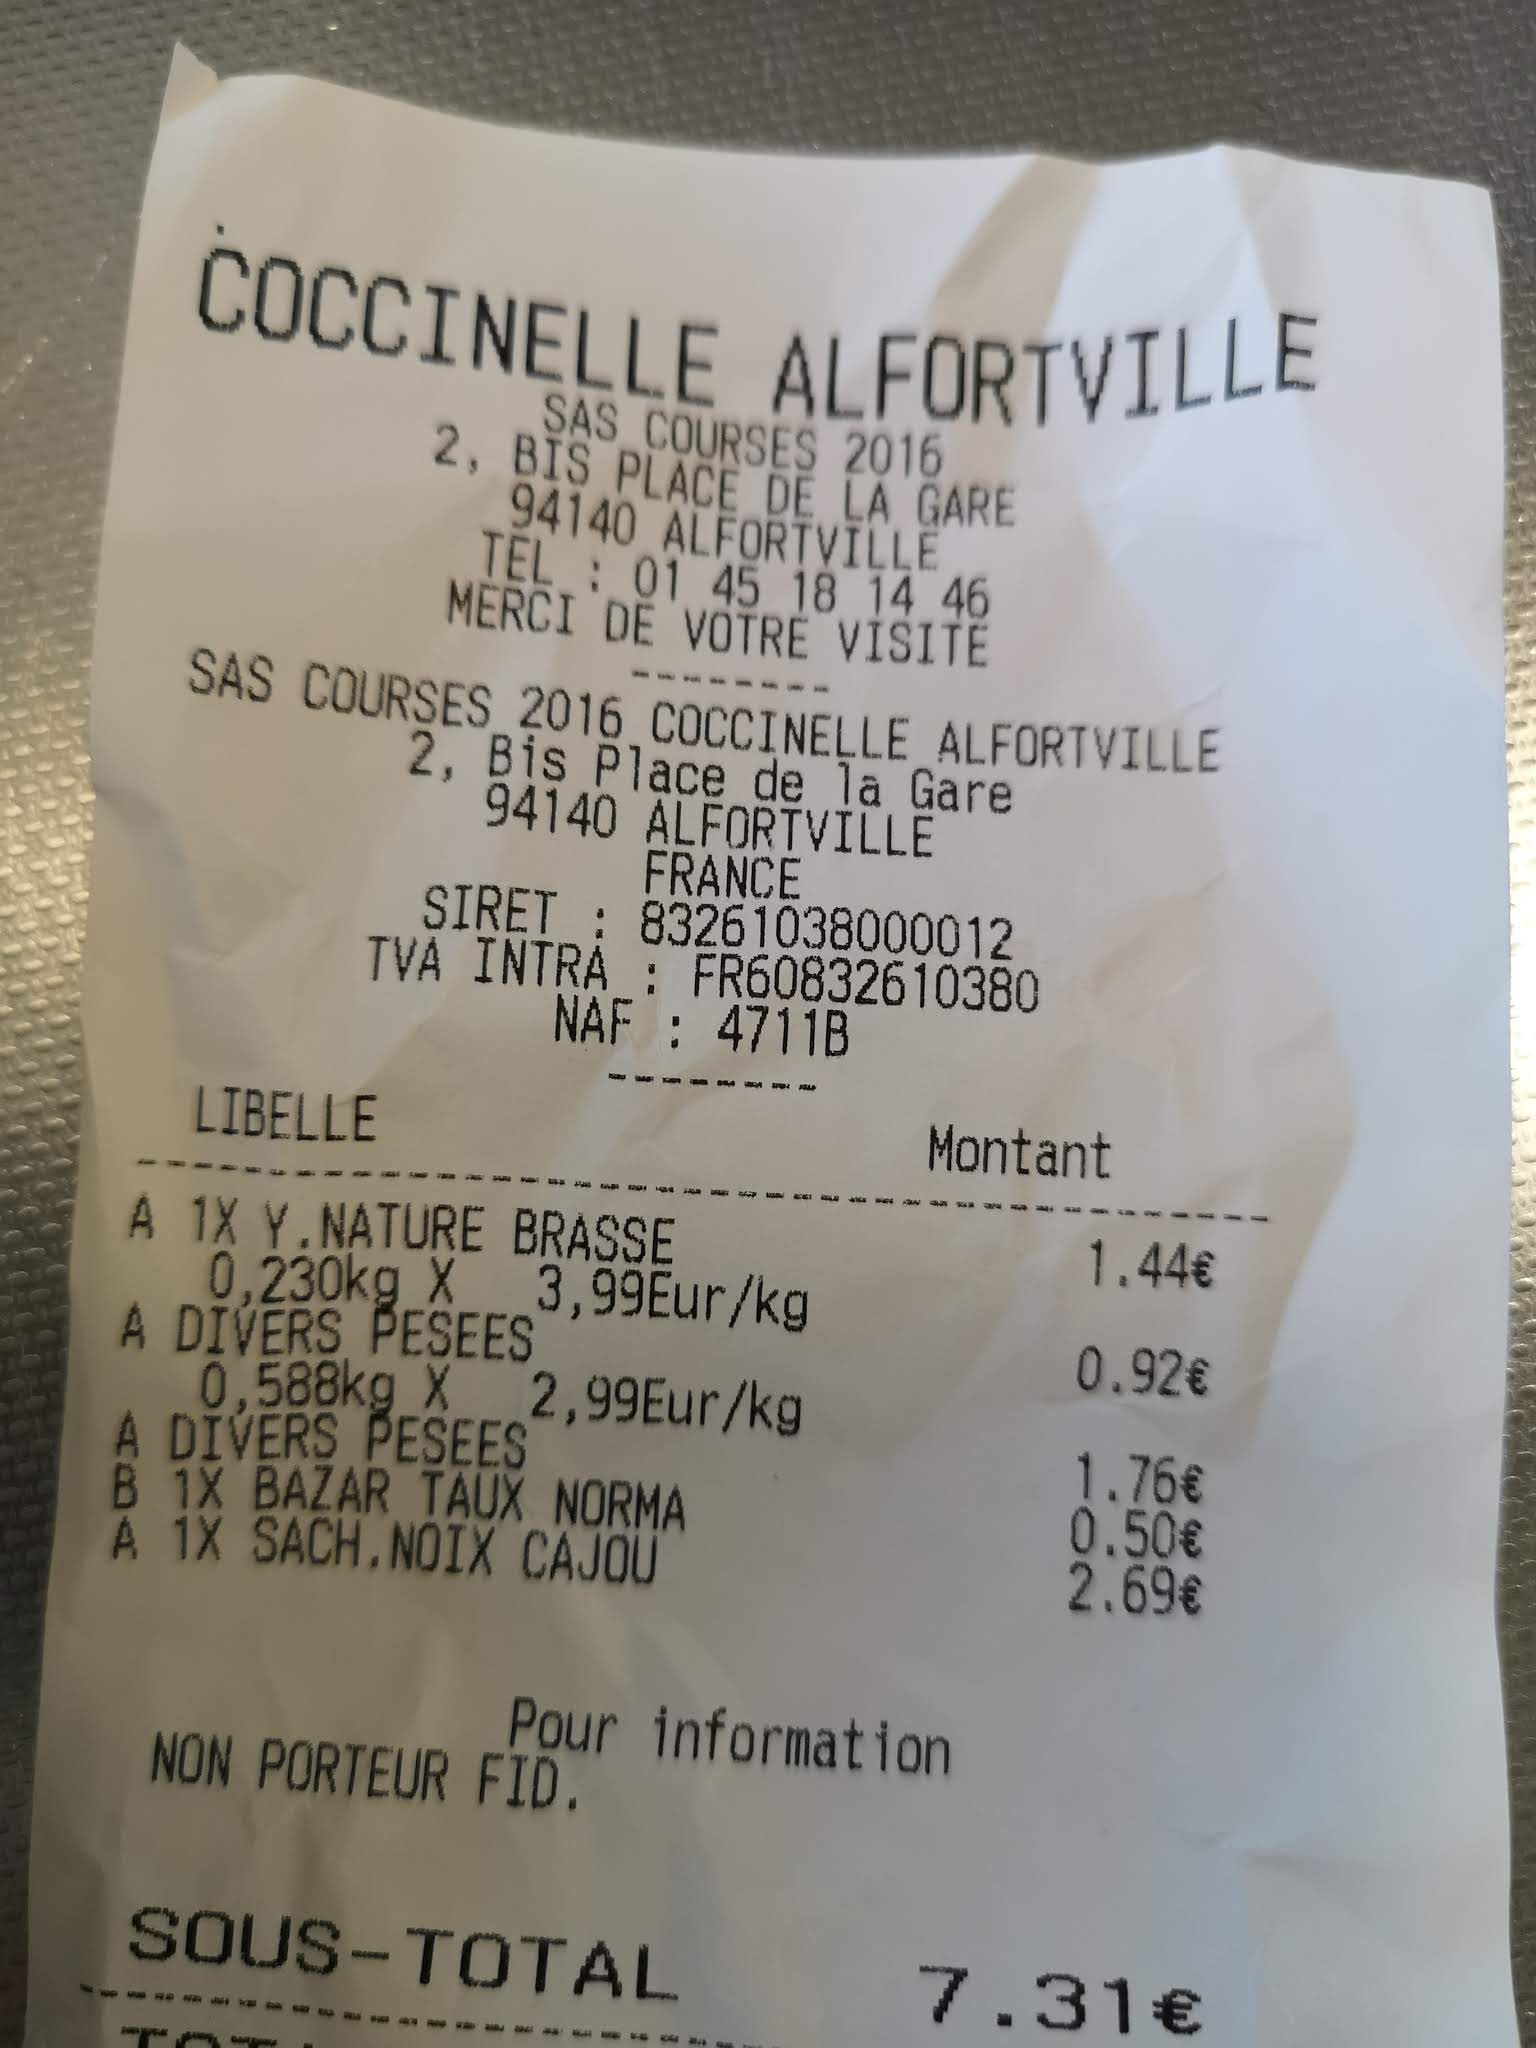 COCCINELLE ALFORTVILLE
SAS COURSES 2016
2, BIS PLACE DE LA GARE
94140 ALFORTVILLE
TEL : 01 45 18 14 46
MERCI DE VOTRE VISITE
--------
SAS COURSES 2016 COCCINELLE ALFORTVILLE
2, Bis Place de la Gare
94140 ALFORTVILLE
FRANCE
SIRET : 83261038000012
TVA INTRA : FR60832610380
NAF : 4711B
--------
LIBELLE Montant
A 1X Y.NATURE BRASSE 1.44€
0,230kg X 3,99Eur/kg
A DIVERS PESEES 0.92€
0,588kg X 2,99Eur/kg
A DIVERS PESEES 1.76€
B 1X BAZAR TAUX NORMA 0.50€
A 1X SACH.NOIX CAJOU 2.69€
Pour information
NON PORTEUR FID.
SOUS-TOTAL 7.31€